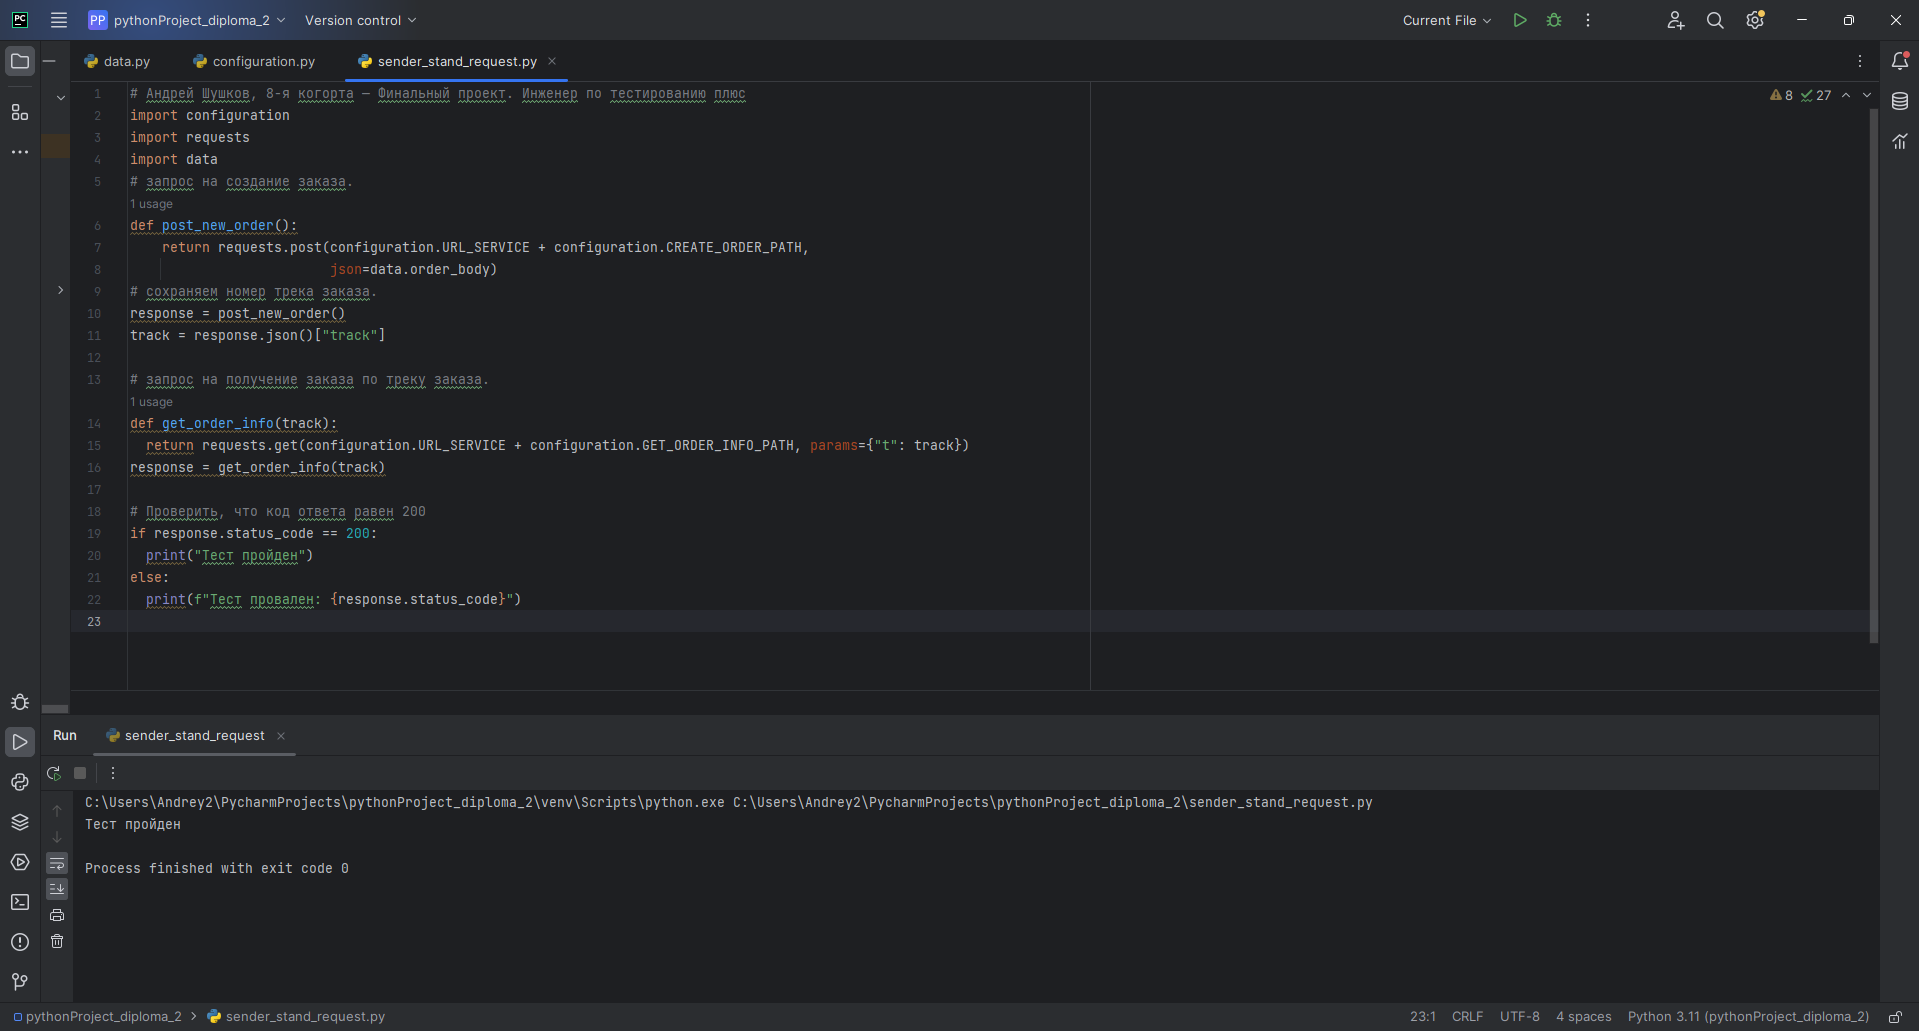 PC PP pythonProject_diploma_2 Version control Current File
data.py configuration.py sender_stand_request.py
1 # Андрей Шушков, 8-я когорта — Финальный проект. Инженер по тестированию плюс
8 27
2 import configuration
3 import requests
4 import data
5 # запрос на создание заказа.
1 usage
6 def post_new_order():
7 return requests.post(configuration.URL_SERVICE + configuration.CREATE_ORDER_PATH,
8 json=data.order_body)
9 # сохраняем номер трека заказа.
10 response = post_new_order()
11 track = response.json()["track"]
12
13 # запрос на получение заказа по треку заказа.
1 usage
14 def get_order_info(track):
15 return requests.get(configuration.URL_SERVICE + configuration.GET_ORDER_INFO_PATH, params={"t": track})
16 response = get_order_info(track)
17
18 # Проверить, что код ответа равен 200
19 if response.status_code == 200:
20 print("Тест пройден")
21 else:
22 print(f"Тест провален: {response.status_code}")
23
Run sender_stand_request
C:\Users\Andrey2\PycharmProjects\pythonProject_diploma_2\venv\Scripts\python.exe C:\Users\Andrey2\PycharmProjects\pythonProject_diploma_2\sender_stand_request.py
Тест пройден
Process finished with exit code 0
pythonProject_diploma_2 > sender_stand_request.py 23:1 CRLF UTF-8 4 spaces Python 3.11 (pythonProject_diploma_2)